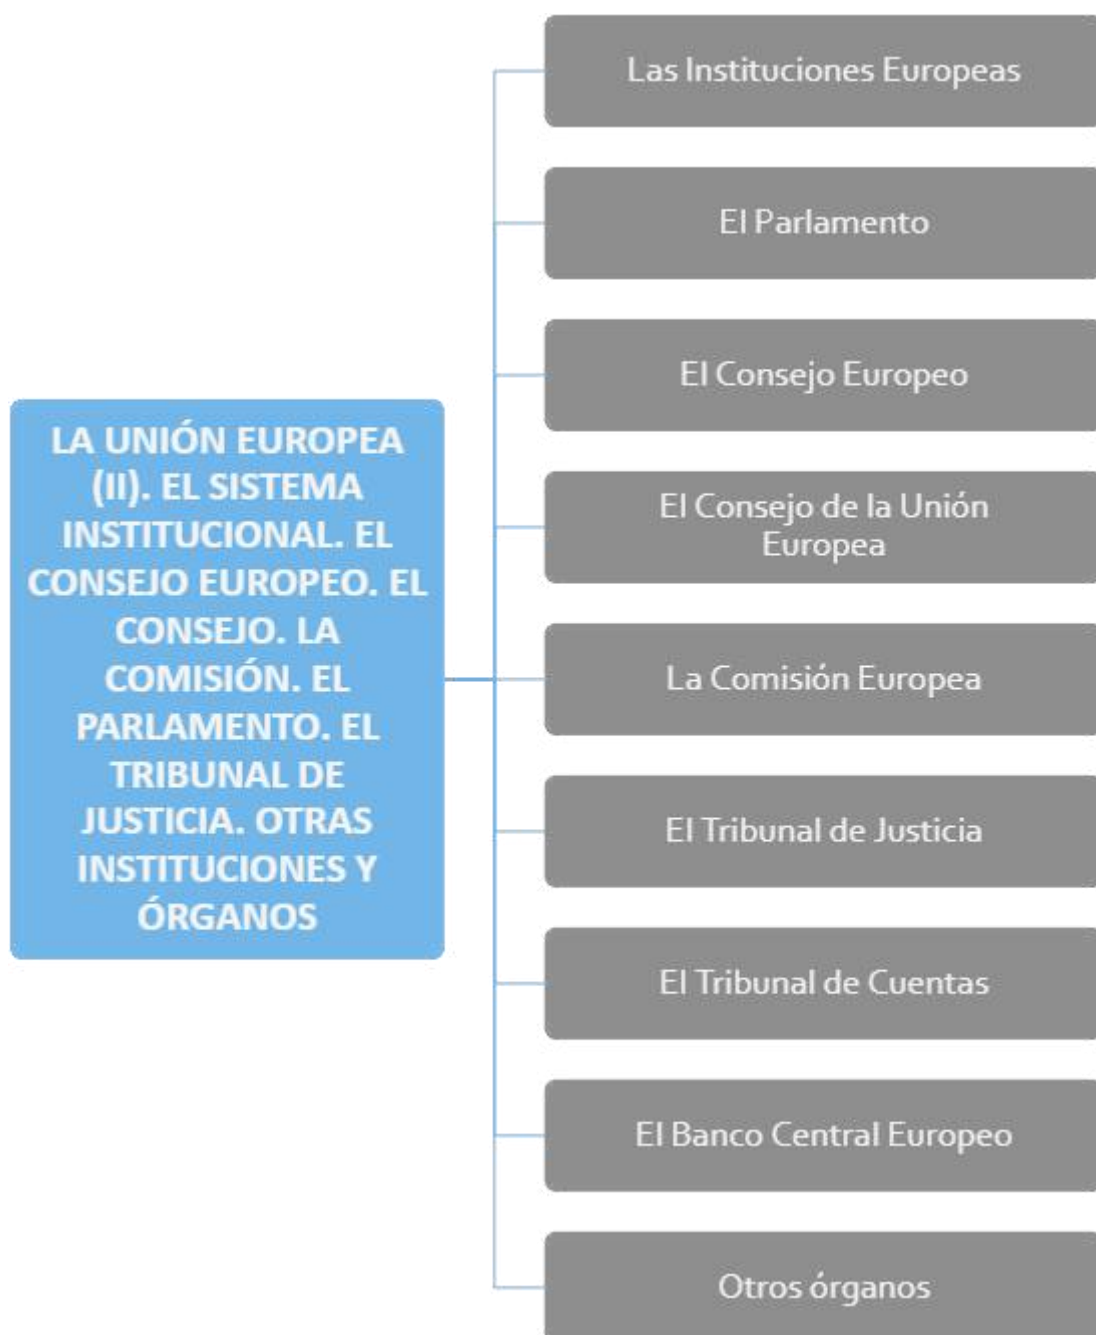 LA UNIÓN EUROPEA
(II). EL SISTEMA
INSTITUCIONAL. EL
CONSEJO EUROPEO. EL
CONSEJO. LA
COMISIÓN. EL
PARLAMENTO. EL
TRIBUNAL DE
JUSTICIA. OTRAS
INSTITUCIONES Y
ÓRGANOS
Las Instituciones Europeas
El Parlamento
El Consejo Europeo
El Consejo de la Unión
Europea
La Comisión Europea
El Tribunal de Justicia
El Tribunal de Cuentas
El Banco Central Europeo
Otros órganos